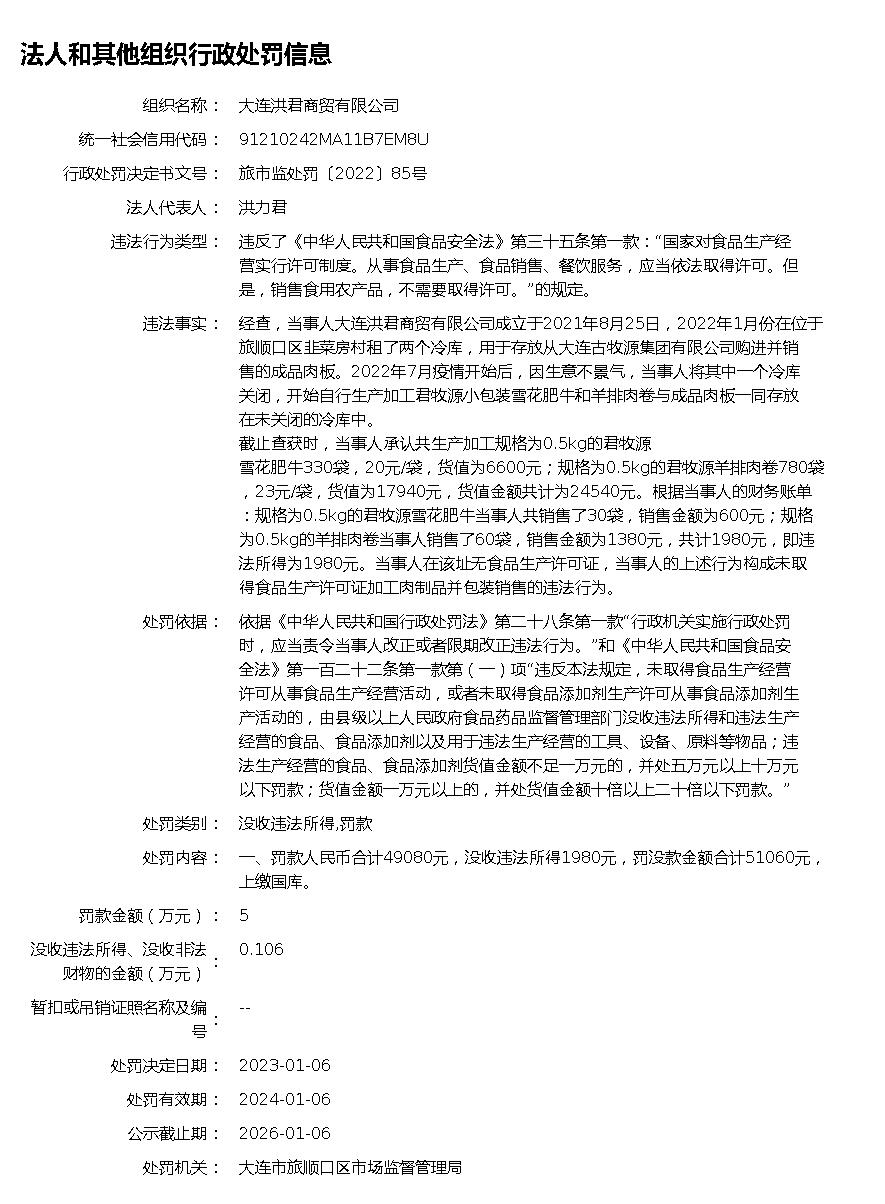 法人和其他组织行政处罚信息
组织名称： 大连洪君商贸有限公司
统一社会信用代码： 91210242MA11B7EM8U
行政处罚决定书文号： 旅市监处罚〔2022〕85号
法人代表人： 洪力君
违法行为类型： 违反了《中华人民共和国食品安全法》第三十五条第一款：“国家对食品生产经
营实行许可制度。从事食品生产、食品销售、餐饮服务，应当依法取得许可。但
是，销售食用农产品，不需要取得许可。”的规定。
违法事实： 经查，当事人大连洪君商贸有限公司成立于2021年8月25日，2022年1月份在位于
旅顺口区韭菜房村租了两个冷库，用于存放从大连古牧源集团有限公司购进并销
售的成品肉板。2022年7月疫情开始后，因生意不景气，当事人将其中一个冷库
关闭，开始自行生产加工君牧源小包装雪花肥牛和羊排肉卷与成品肉板一同存放
在未关闭的冷库中。
截止查获时，当事人承认共生产加工规格为0.5kg的君牧源
雪花肥牛330袋，20元/袋，货值为6600元；规格为0.5kg的君牧源羊排肉卷780袋
，23元/袋，货值为17940元，货值金额共计为24540元。根据当事人的财务账单
：规格为0.5kg的君牧源雪花肥牛当事人共销售了30袋，销售金额为600元；规格
为0.5kg的羊排肉卷当事人销售了60袋，销售金额为1380元，共计1980元，即违
法所得为1980元。当事人在该址无食品生产许可证，当事人的上述行为构成未取
得食品生产许可证加工肉制品并包装销售的违法行为。
处罚依据： 依据《中华人民共和国行政处罚法》第二十八条第一款“行政机关实施行政处罚
时，应当责令当事人改正或者限期改正违法行为。”和《中华人民共和国食品安
全法》第一百二十二条第一款第（一）项“违反本法规定，未取得食品生产经营
许可从事食品生产经营活动，或者未取得食品添加剂生产许可从事食品添加剂生
产活动的，由县级以上人民政府食品药品监督管理部门没收违法所得和违法生产
经营的食品、食品添加剂以及用于违法生产经营的工具、设备、原料等物品；违
法生产经营的食品、食品添加剂货值金额不足一万元的，并处五万元以上十万元
以下罚款；货值金额一万元以上的，并处货值金额十倍以上二十倍以下罚款。”
处罚类别： 没收违法所得,罚款
处罚内容： 一、罚款人民币合计49080元，没收违法所得1980元，罚没款金额合计51060元，
上缴国库。
罚款金额（万元）： 5
没收违法所得、没收非法
财物的金额（万元）： 0.106
暂扣或吊销证照名称及编
号： --
处罚决定日期： 2023-01-06
处罚有效期： 2024-01-06
公示截止期： 2026-01-06
处罚机关： 大连市旅顺口区市场监督管理局